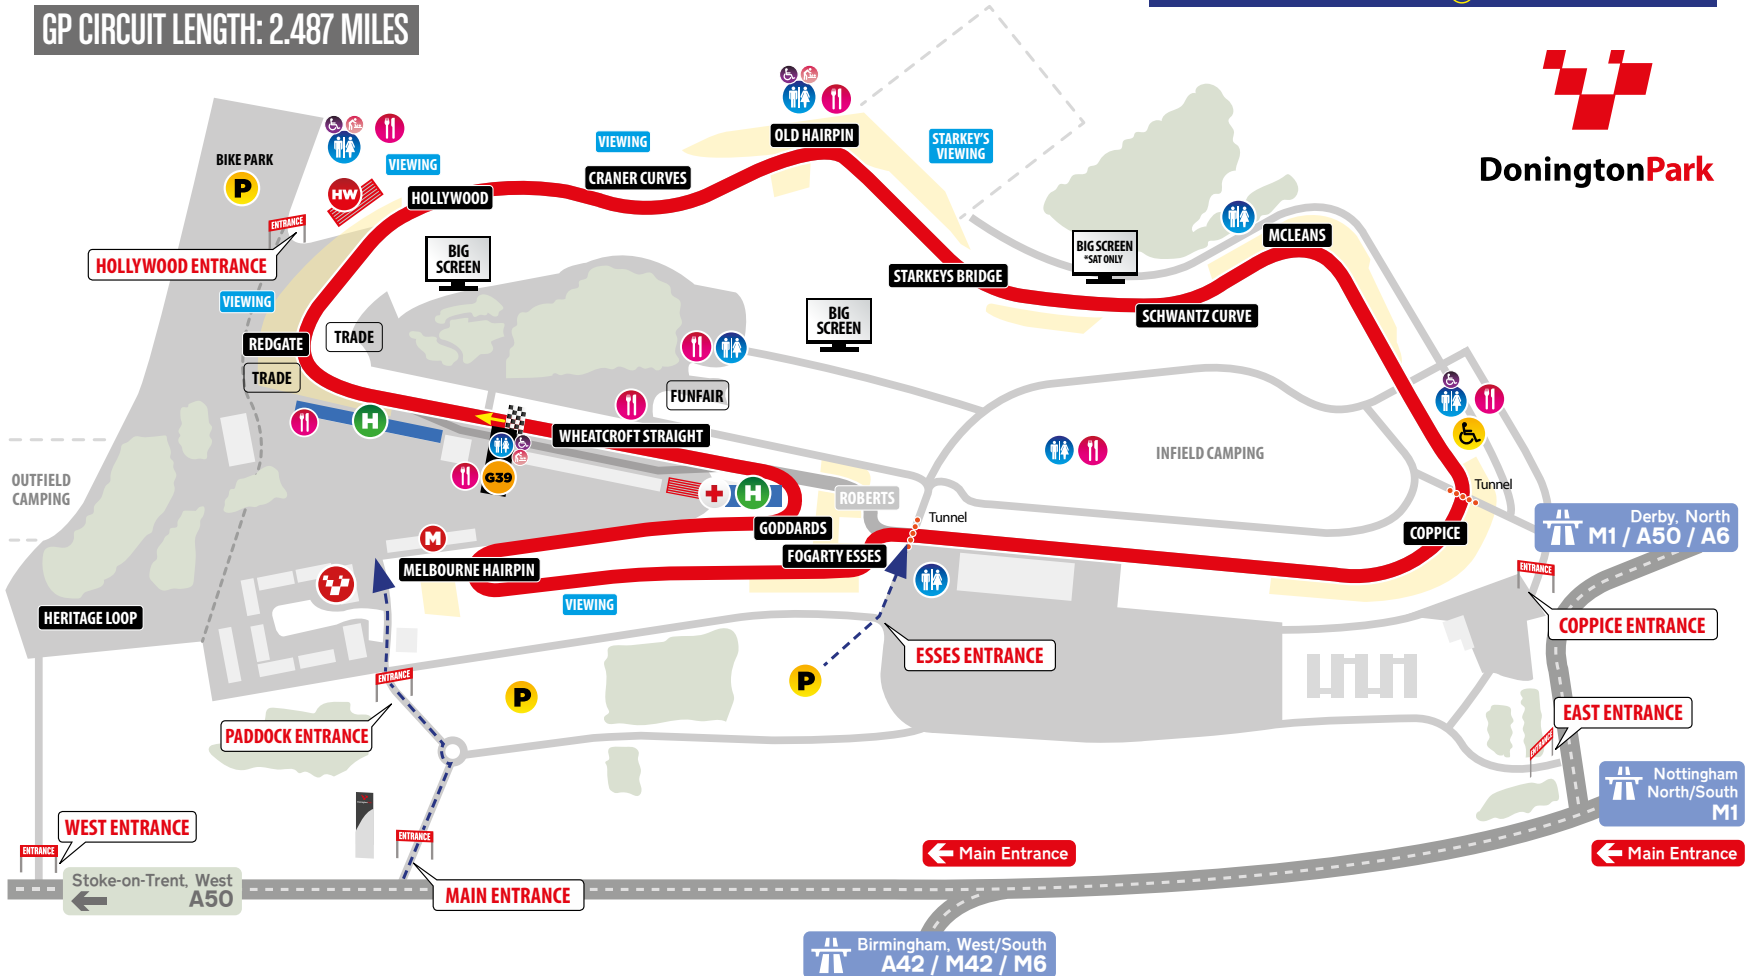 GP CIRCUIT LENGTH: 2.487 MILES
DoningtonPark
OLD HAIRPIN
VIEWING
STARKEY'S
VIEWING
BIKE PARK
P
VIEWING
CRANER CURVES
HW
HOLLYWOOD
ENTRANCE
HOLLYWOOD ENTRANCE
BIG
SCREEN
BIG SCREEN
*SAT ONLY
MCLEANS
STARKEYS BRIDGE
VIEWING
BIG
SCREEN
SCHWANTZ CURVE
REDGATE
TRADE
TRADE
FUNFAIR
H
WHEATCROFT STRAIGHT
INFIELD CAMPING
OUTFIELD
CAMPING
G39
H
ROBERTS
Tunnel
Tunnel
GODDARDS
COPPICE
Derby, North
M1 / A50 / A6
M
MELBOURNE HAIRPIN
FOGARTY ESSES
ENTRANCE
VIEWING
HERITAGE LOOP
COPPICE ENTRANCE
ESSES ENTRANCE
ENTRANCE
P
P
PADDOCK ENTRANCE
EAST ENTRANCE
ENTRANCE
Nottingham
North/South
M1
WEST ENTRANCE
ENTRANCE
ENTRANCE
Main Entrance
Main Entrance
Stoke-on-Trent, West
A50
MAIN ENTRANCE
Birmingham, West/South
A42 / M42 / M6